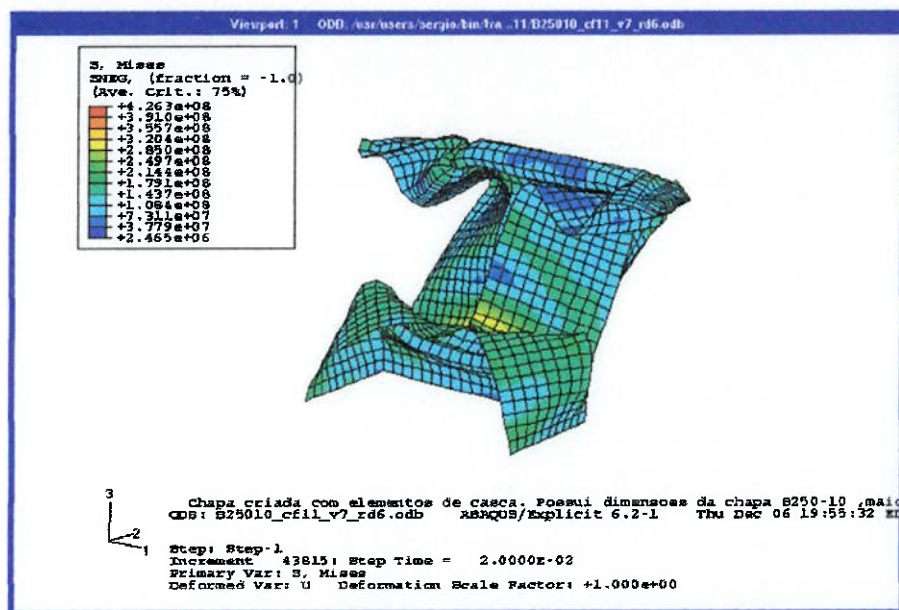 Viewport: 1 ODB: /usr/users/sergio/bin/tra...11/B25010_cf11_v7_rd6.odb
S, Mises
SNEG, (fraction = -1.0)
(Ave. Crit.: 75%)
+4.263e+08
+3.910e+08
+3.557e+08
+3.204e+08
+2.850e+08
+2.497e+08
+2.144e+08
+1.791e+08
+1.437e+08
+1.084e+08
+7.311e+07
+3.779e+07
+2.465e+06
3
2
1
Chapa criada com elementos de casca. Possui dimensoes da chapa B250-10 ,maio
ODB: B25010_cf11_v7_rd6.odb ABAQUS/Explicit 6.2-1 Thu Dec 06 19:55:32
Step: Step-1
Increment 43815: Step Time = 2.0000E-02
Primary Var: S, Mises
Deformed Var: U Deformation Scale Factor: +1.000e+00